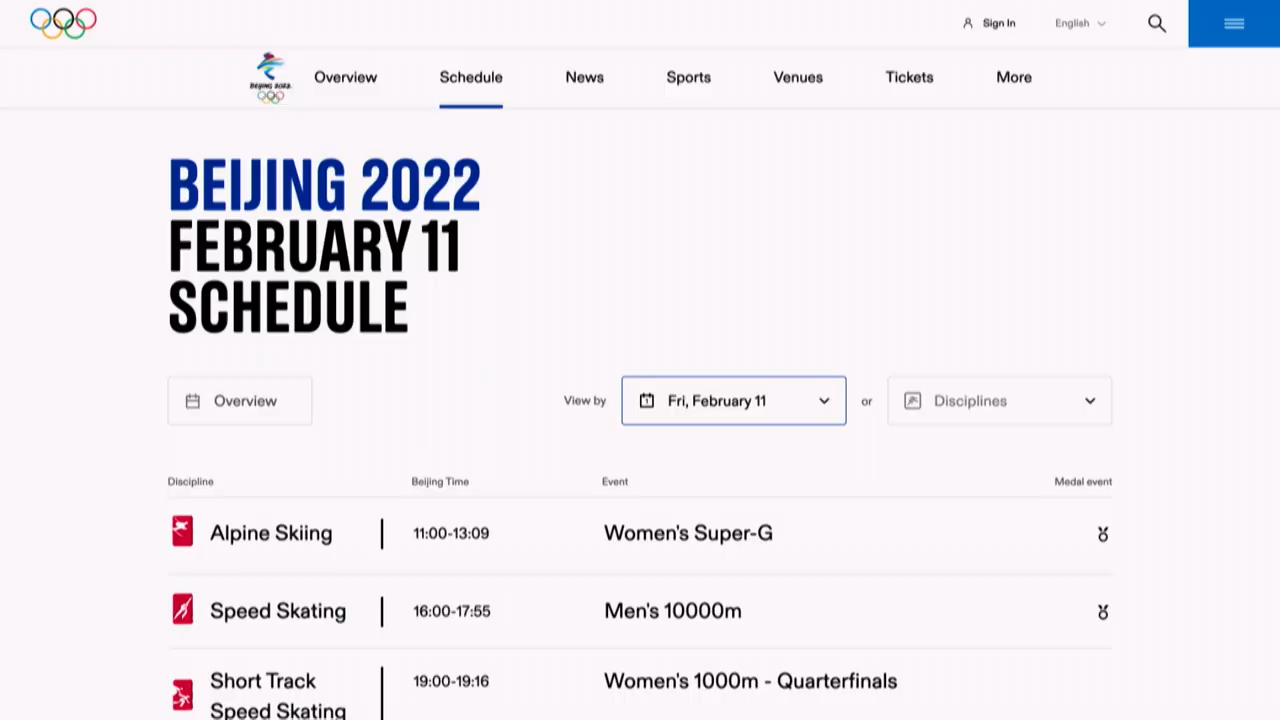 Sign In
English
BEIJING 2022
Overview
Schedule
News
Sports
Venues
Tickets
More
BEIJING 2022
FEBRUARY 11
SCHEDULE
Overview
View by
Fri, February 11
or
Disciplines
Discipline
Beijing Time
Event
Medal event
Alpine Skiing
11:00-13:09
Women's Super-G
Speed Skating
16:00-17:55
Men's 10000m
Short Track
Speed Skating
19:00-19:16
Women's 1000m - Quarterfinals